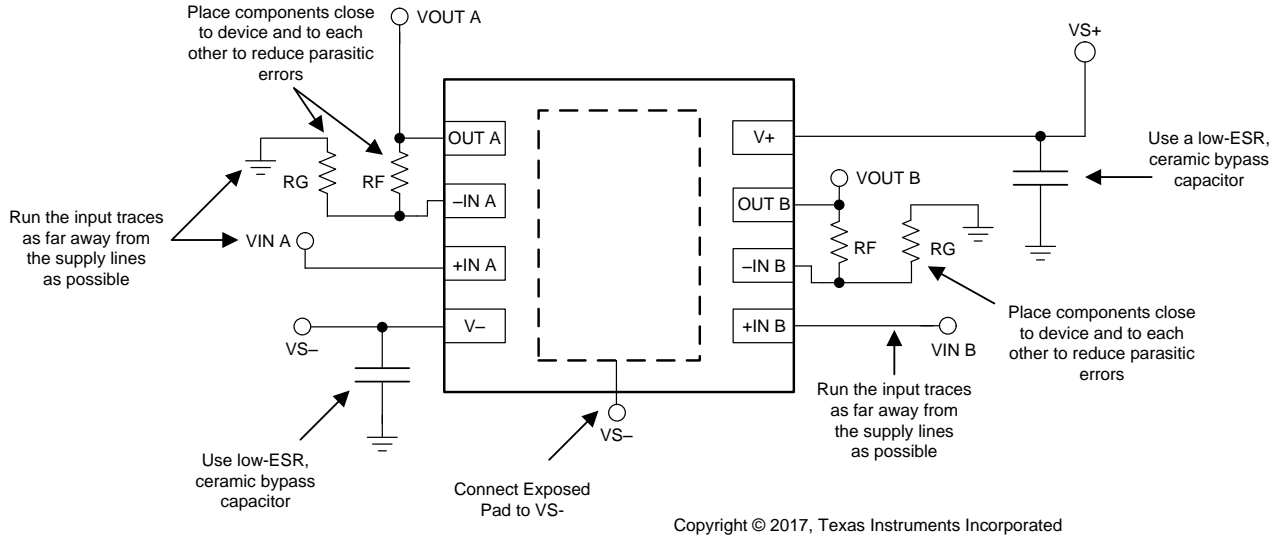 Place components close
to device and to each
other to reduce parasitic
errors
VOUT A
VS+
OUT A
V+
Use a low-ESR,
ceramic bypass
capacitor
RG
RF
–IN A
VOUT B
OUT B
Run the input traces
as far away from
the supply lines
as possible
VIN A
+IN A
–IN B
RF
RG
V–
VS–
+IN B
VIN B
Place components close
to device and to each
other to reduce parasitic
errors
Run the input traces
as far away from
the supply lines
as possible
VS–
Use low-ESR,
ceramic bypass
capacitor
Connect Exposed
Pad to VS-
Copyright © 2017, Texas Instruments Incorporated